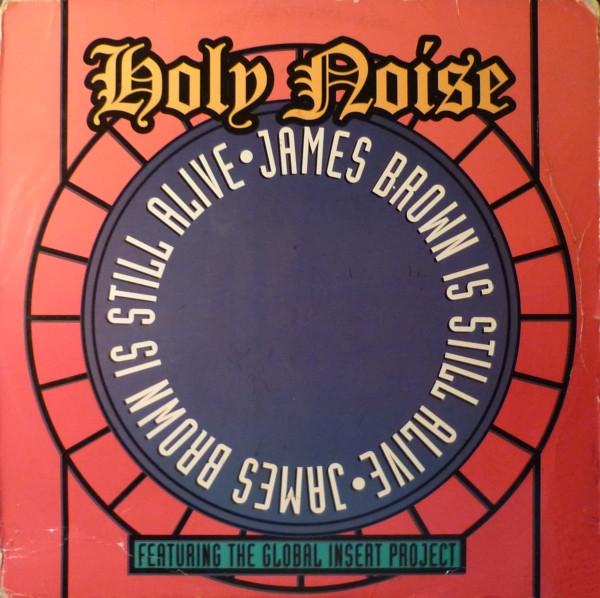 Holy Noise
JAMES BROWN IS STILL ALIVE • JAMES BROWN IS STILL ALIVE •
FEATURING THE GLOBAL INSERT PROJECT